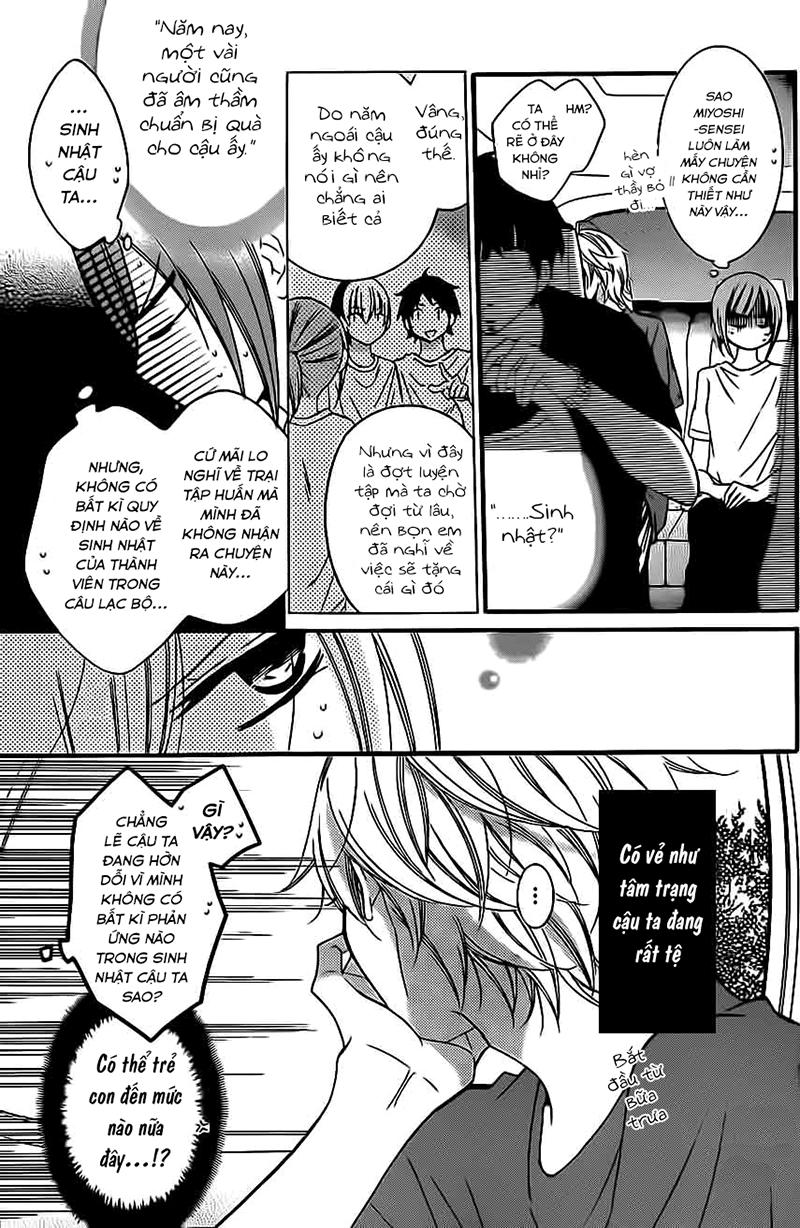 SAO
MIYOSHI
-SENSEI
LUÔN LÀM
MẤY CHUYỆN
KHÔNG CẦN
THIẾT NHƯ
NÀY VẬY...
HM?
TA
CÓ THỂ
RẼ Ở ĐÂY
KHÔNG
NHỈ?
hèn
gì vợ
thầy bỏ
đi...
".......Sinh
nhật?"
Vâng,
đúng
thế.
Do năm
ngoái cậu
ấy không
nói gì nên
chẳng ai
biết cả
Nhưng vì đây
là đợt luyện
tập mà ta chờ
đợi từ lâu,
nên bọn em
đã nghĩ về
việc sẽ tặng
cái gì đó
"Năm nay,
một vài
người cũng
đã âm thầm
chuẩn bị quà
cho cậu ấy."
...
SINH
NHẬT
CẬU
TA...
CỨ MÃI LO
NGHĨ VỀ TRẠI
TẬP HUẤN MÀ
MÌNH ĐÃ
KHÔNG NHẬN
RA CHUYỆN
NÀY...
NHƯNG,
KHÔNG CÓ
BẤT KÌ QUY
ĐỊNH NÀO VỀ
SINH NHẬT
CỦA THÀNH
VIÊN TRONG
CÂU LẠC BỘ...
Có vẻ như
tâm trạng
cậu ta đang
rất tệ
...
Bắt
đầu từ
bữa
trưa
GÌ
VẬY?
CHẲNG
LẼ CẬU TA
ĐANG HỜN
DỖI VÌ MÌNH
KHÔNG CÓ
BẤT KÌ PHẢN
ỨNG NÀO
TRONG SINH
NHẬT CẬU TA
SAO?
Có thể trẻ
con đến mức
nào nữa
đây...!?